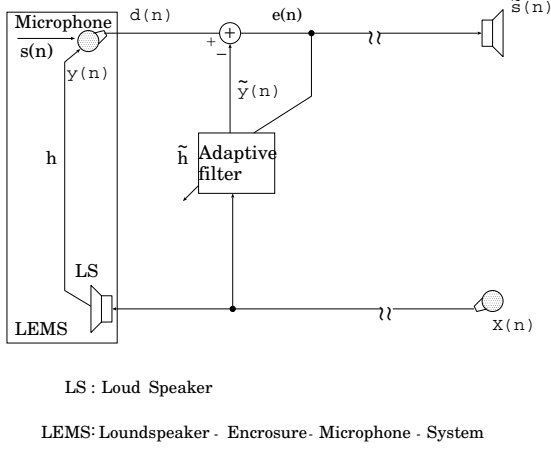 Microphone
d(n)
e(n)
s̃(n)
+
+
−
s(n)
y(n)
ỹ(n)
h
h̃
Adaptive
filter
LS
LEMS
X(n)
LS : Loud Speaker
LEMS: Loundspeaker - Encrosure- Microphone - System